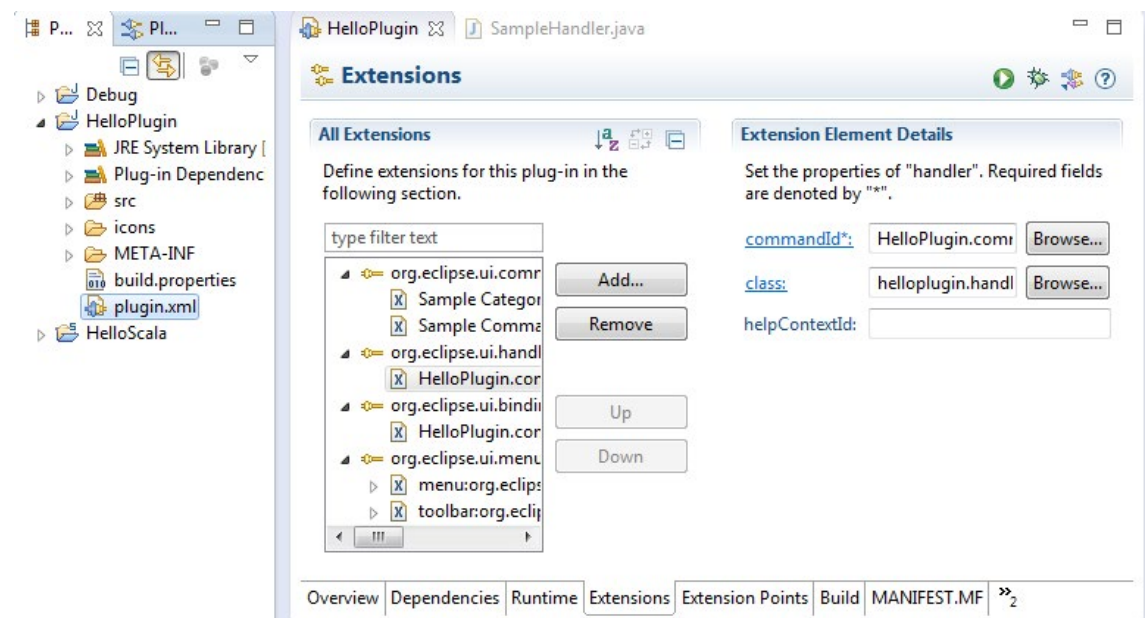 P...
Pl...
Debug
HelloPlugin
JRE System Library [
Plug-in Dependenc
src
icons
META-INF
build.properties
plugin.xml
HelloScala
HelloPlugin
SampleHandler.java
Extensions
All Extensions
Define extensions for this plug-in in the
following section.
type filter text
org.eclipse.ui.comm
Sample Categor
Sample Comma
org.eclipse.ui.handl
HelloPlugin.com
org.eclipse.ui.bindin
HelloPlugin.com
org.eclipse.ui.menu
menu:org.eclips
toolbar:org.eclip
Add...
Remove
Up
Down
Extension Element Details
Set the properties of "handler". Required fields
are denoted by "*".
commandId*: HelloPlugin.comm Browse...
class: helloplugin.handl Browse...
helpContextId:
Overview Dependencies Runtime Extensions Extension Points Build MANIFEST.MF »2